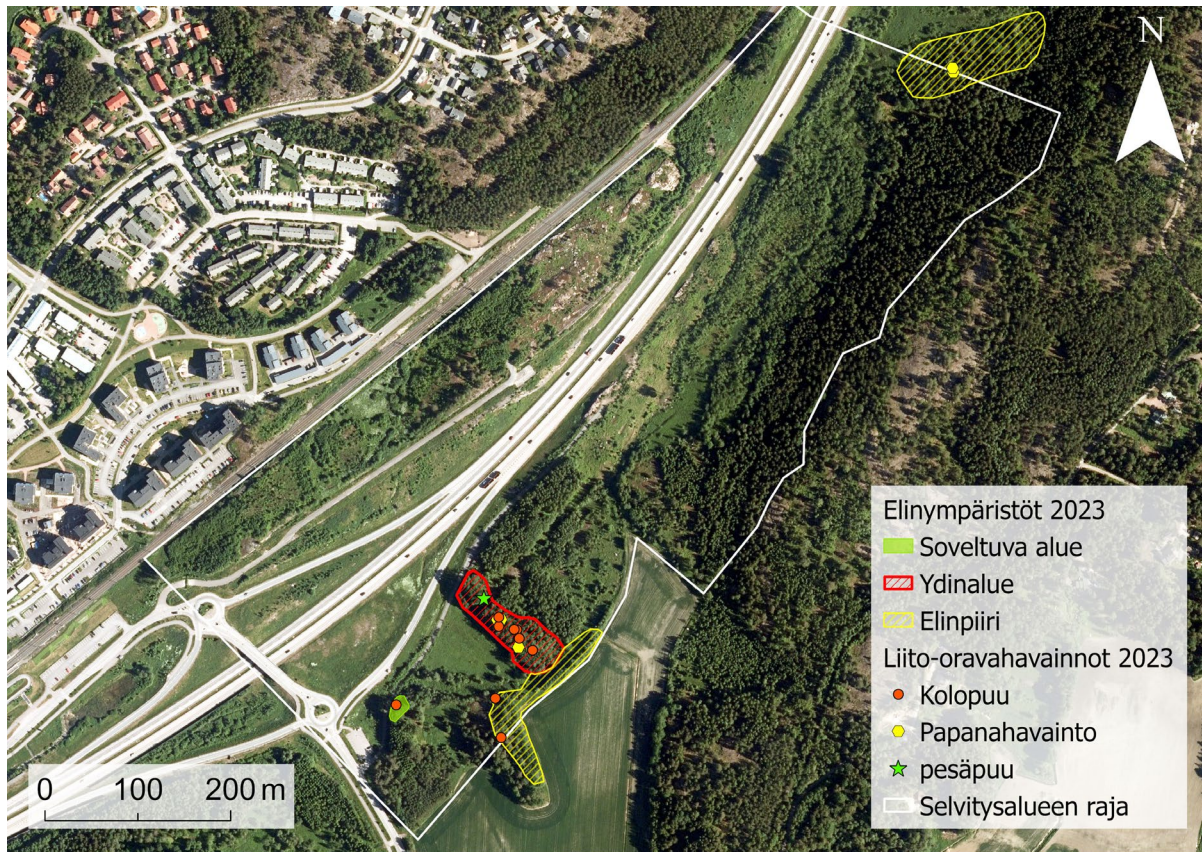 N
Elinympäristöt 2023
Soveltuva alue
Ydinalue
Elinpiiri
Liito-oravahavainnot 2023
Kolopuu
Papanahavainto
pesäpuu
Selvitysalueen raja
0 100 200 m